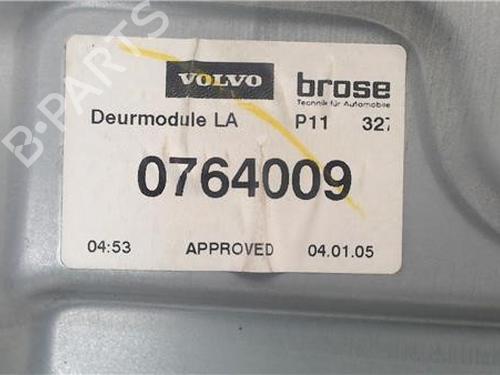 VOLVO brose
Technik für Automobile
Deurmodule LA P11 327
0764009
04:53 APPROVED 04.01.05
B-PARTS